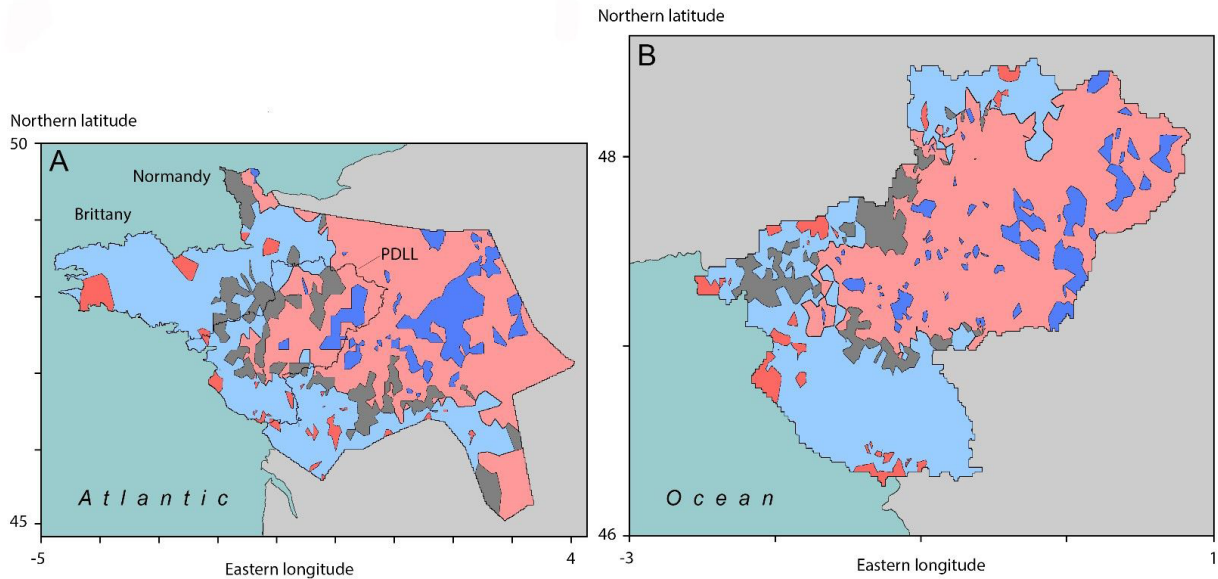 Northern latitude
50
A
Normandy
Brittany
PDLL
Atlantic
45
-5
4
Eastern longitude
Northern latitude
B
48
Ocean
46
-3
1
Eastern longitude